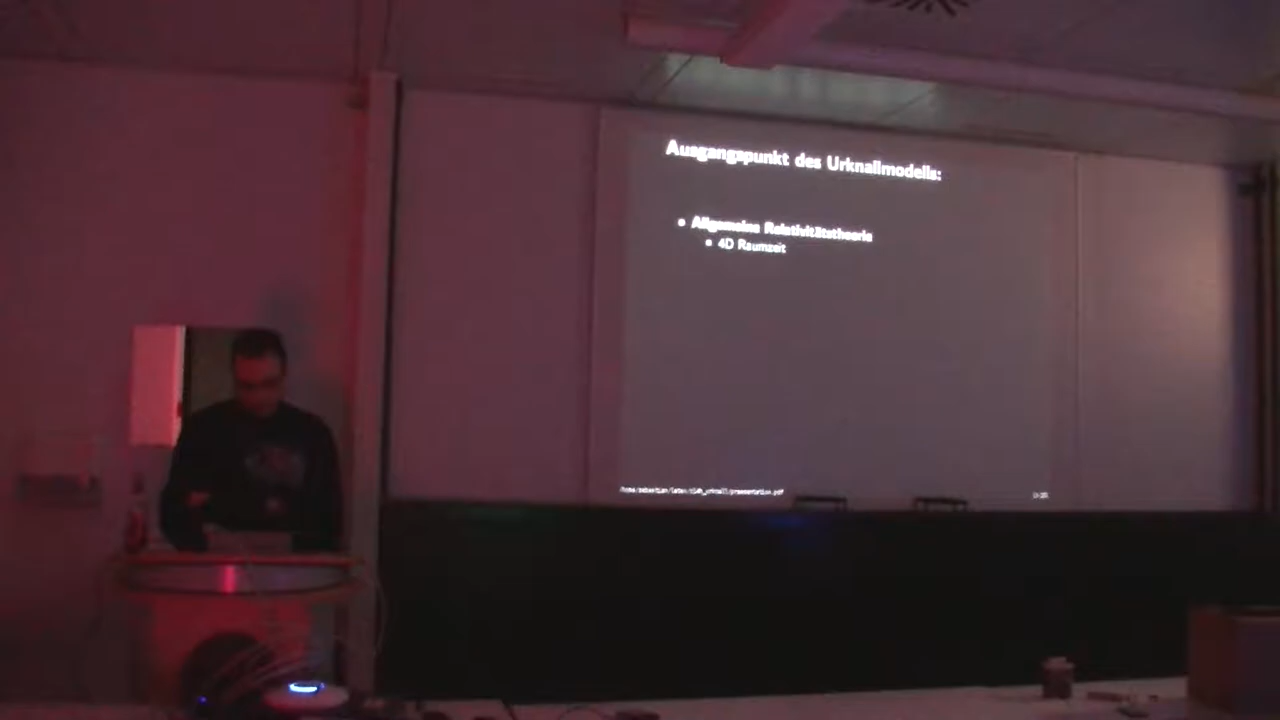 Ausgangspunkt des Urknallmodells:
• Allgemeine Relativitätstheorie
• 4D Raumzeit